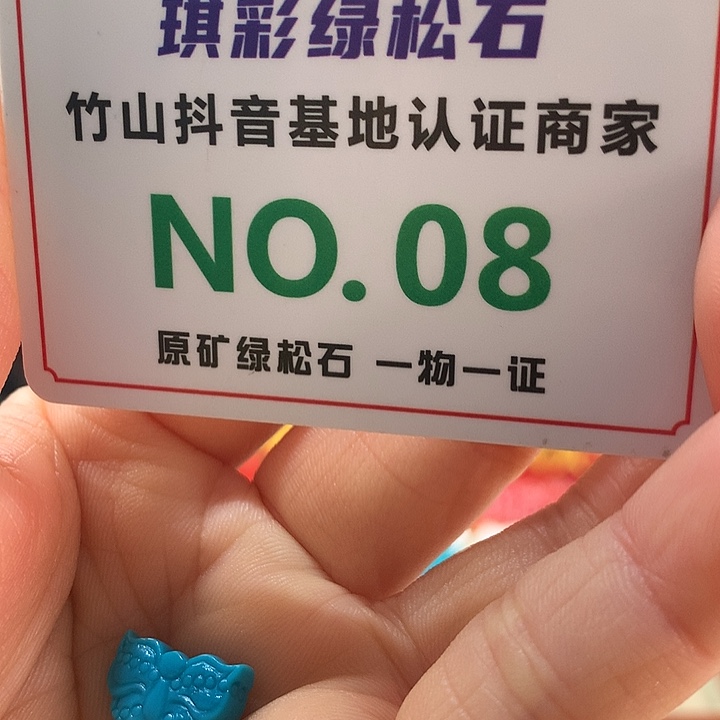 琪彩绿松石
竹山抖音基地认证商家
NO. 08
原矿绿松石 一物一证